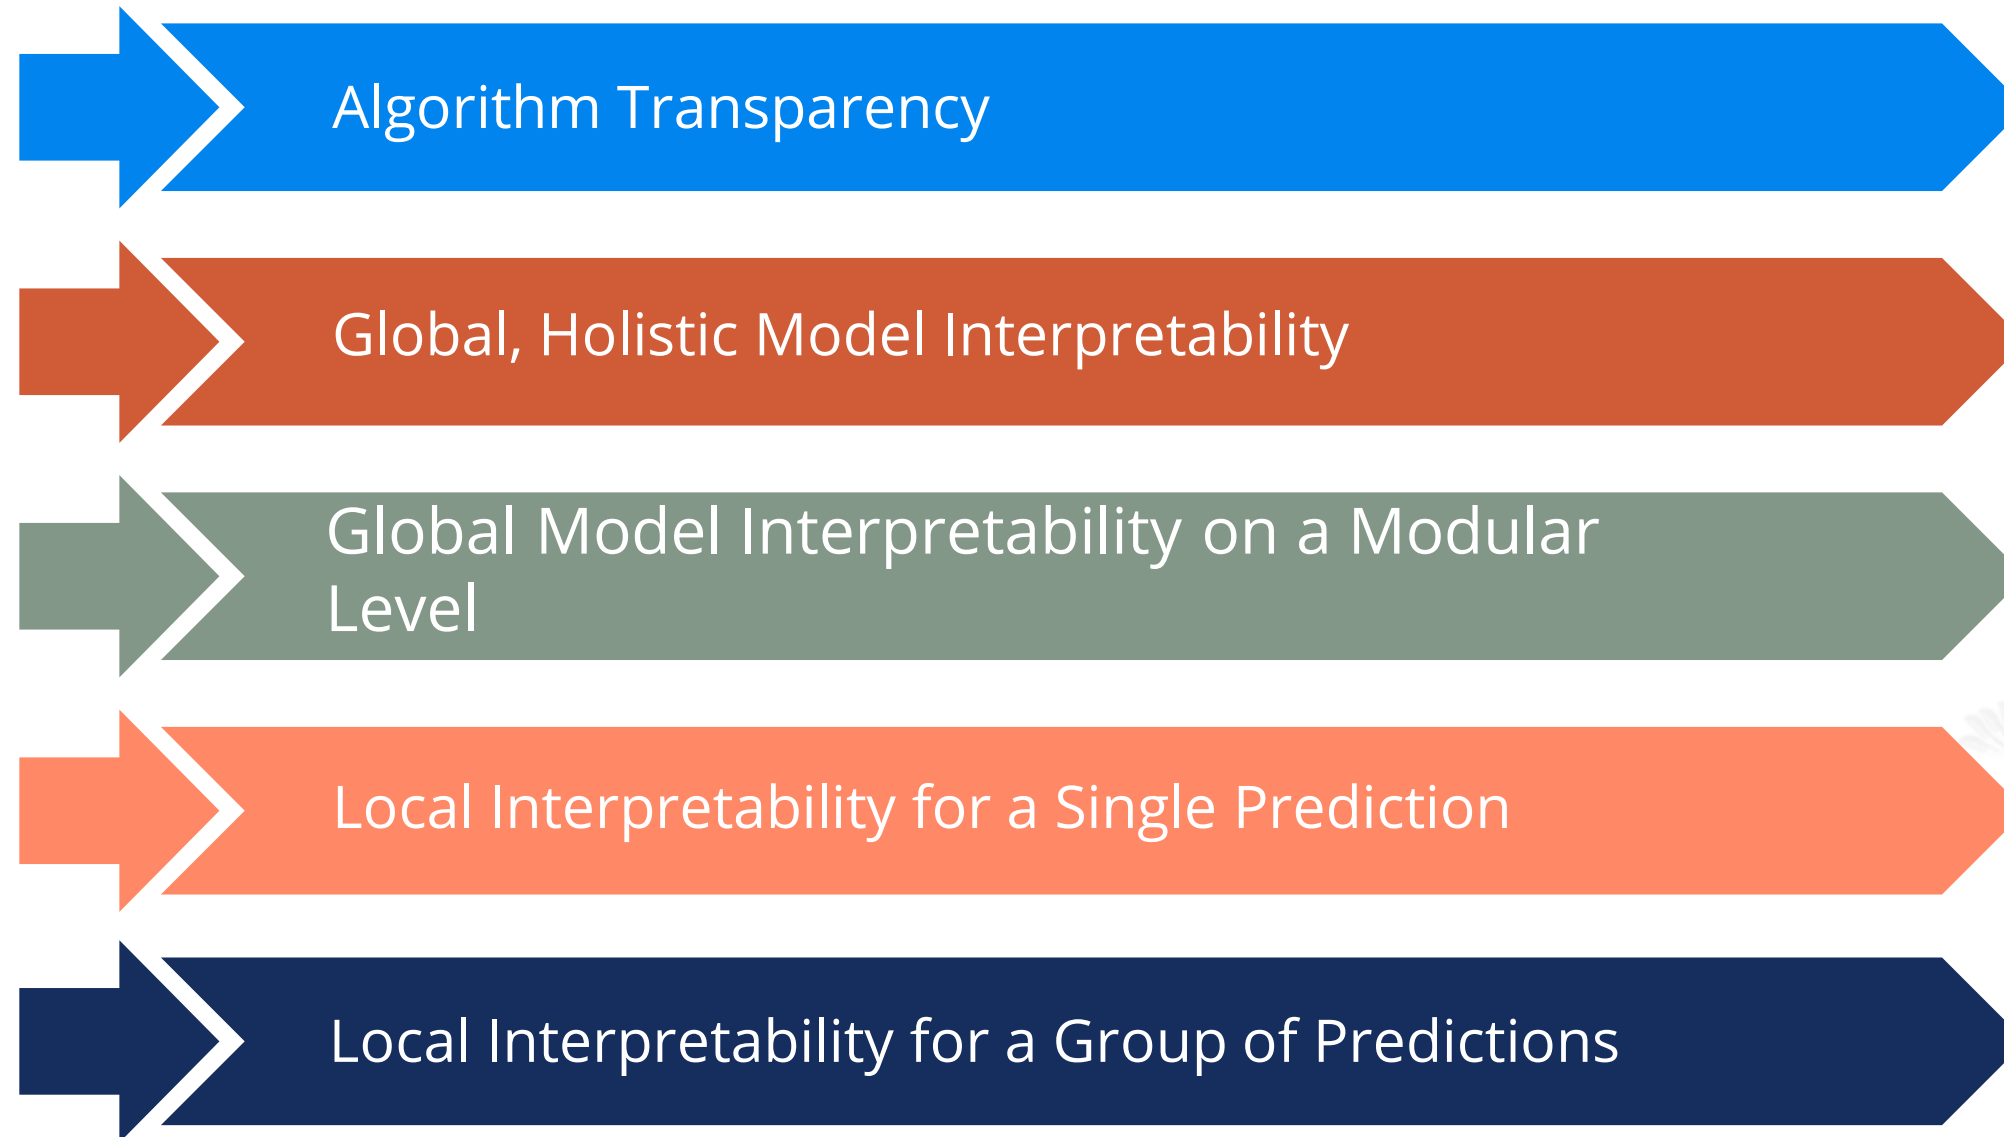 Algorithm Transparency
Global, Holistic Model Interpretability
Global Model Interpretability on a Modular
Level
Local Interpretability for a Single Prediction
Local Interpretability for a Group of Predictions